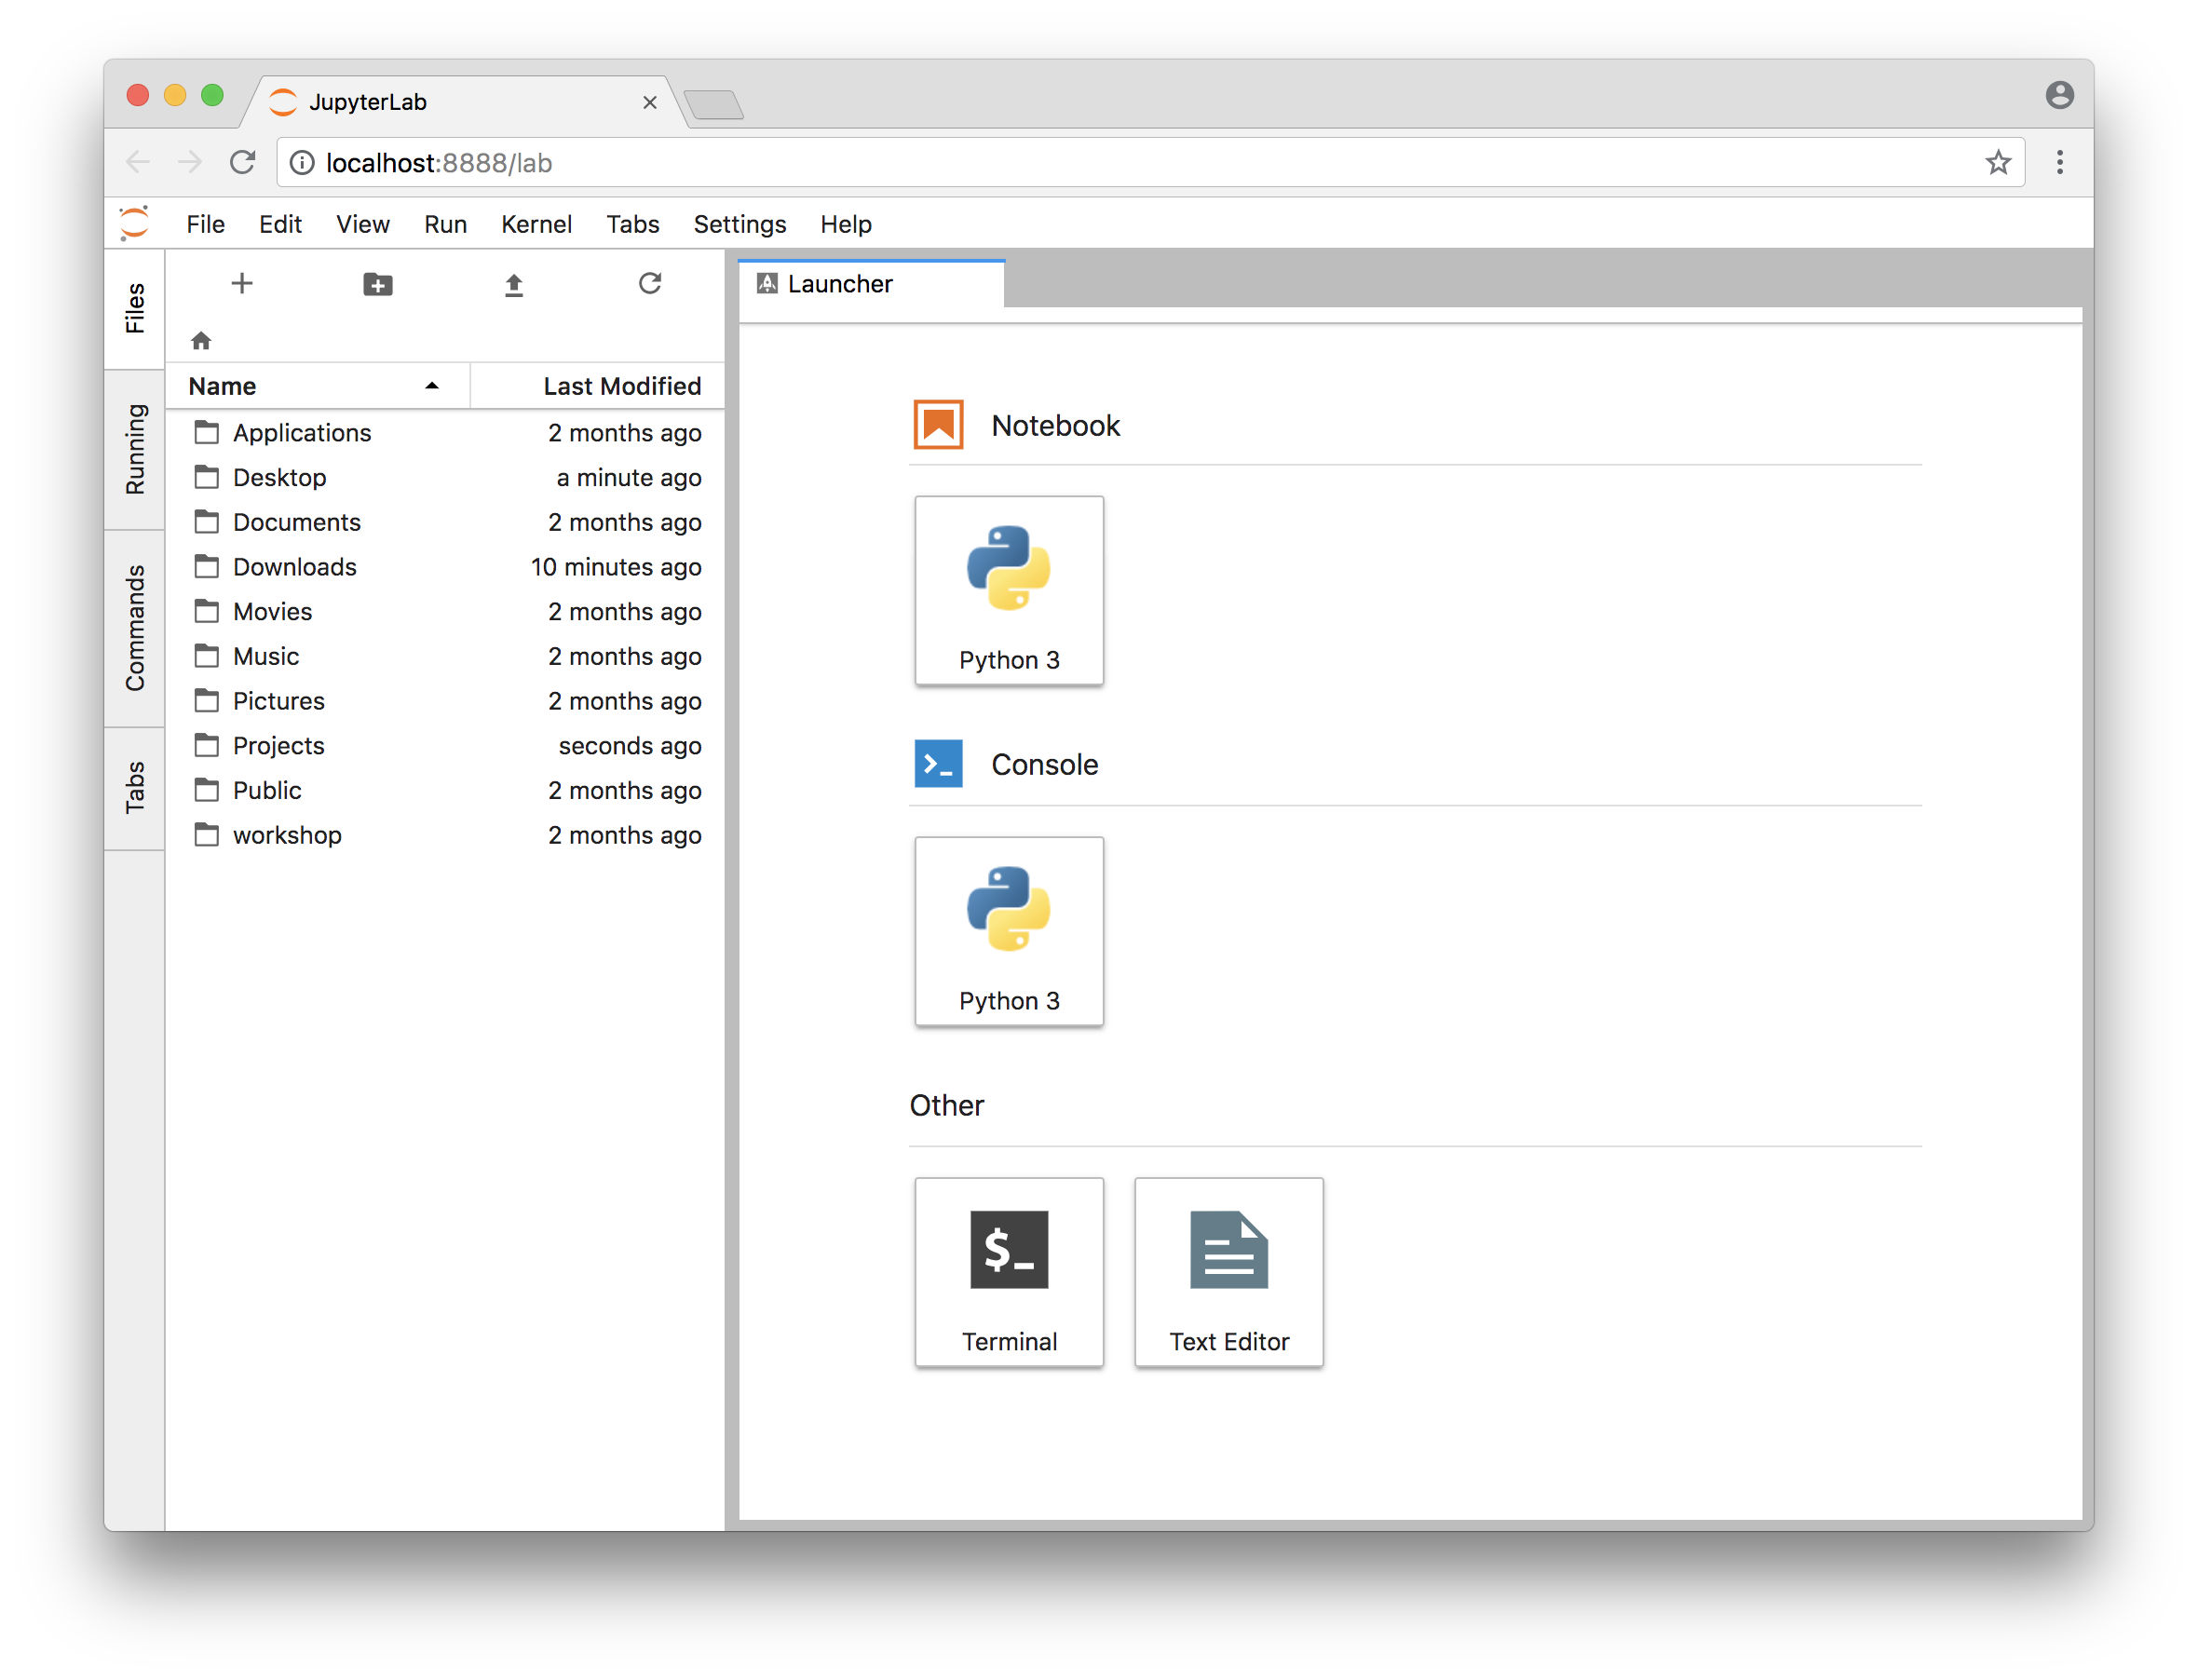 JupyterLab
localhost:8888/lab
File Edit View Run Kernel Tabs Settings Help
Files
Running
Commands
Tabs
Name Last Modified
Applications 2 months ago
Desktop a minute ago
Documents 2 months ago
Downloads 10 minutes ago
Movies 2 months ago
Music 2 months ago
Pictures 2 months ago
Projects seconds ago
Public 2 months ago
workshop 2 months ago
Launcher
Notebook
Python 3
Console
Python 3
Other
$_
Terminal Text Editor